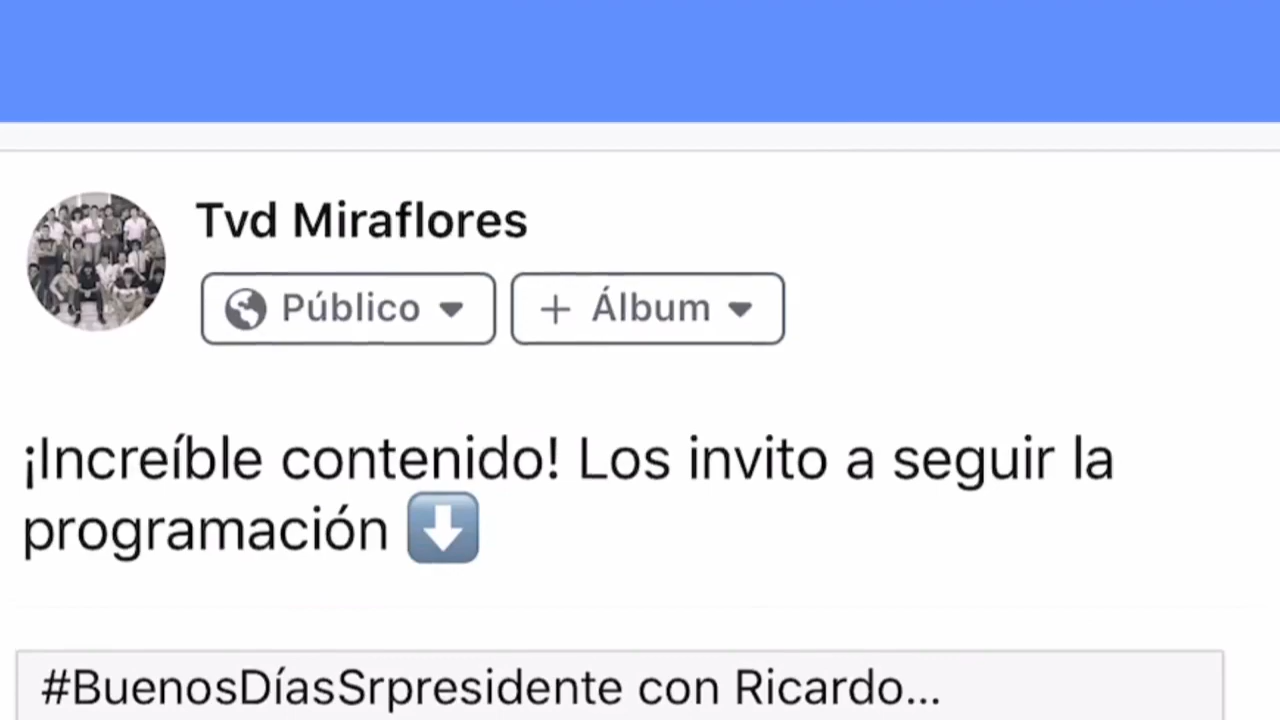 Tvd Miraflores
Público
+ Álbum
¡Increíble contenido! Los invito a seguir la
programación ⬇️
#BuenosDíasSrpresidente con Ricardo...